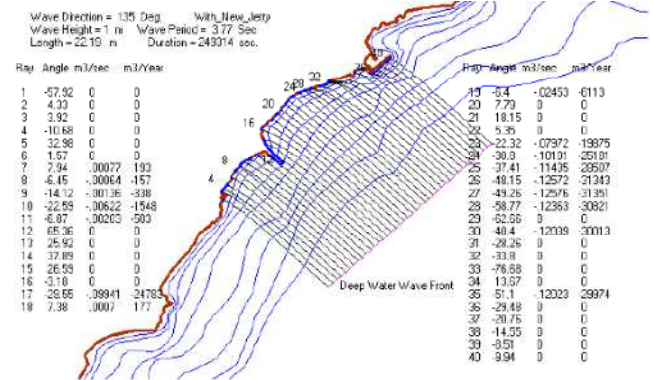 Wave Direction = 135 Deg. With_New_Jetty
Wave Height = 1 m Wave Period = 3.77 Sec
Length = 22.19 m Duration = 249314 sec.
Ray Angle m3/sec m3/Year
1 -57.92 0 0
2 4.33 0 0
3 3.92 0 0
4 -10.68 0 0
5 32.98 0 0
6 1.57 0 0
7 7.94 .00077 193
8 -6.45 -.00064 -157
9 -14.12 -.00136 -338
10 -22.59 -.00622 -1548
11 -6.87 -.00203 -503
12 65.36 0 0
13 25.92 0 0
14 37.89 0 0
15 26.59 0 0
16 -3.18 0 0
17 -29.55 -.09941 -24783
18 7.38 .0007 177
4
8
12
16
20
24
28
32
36
40
Deep Water Wave Front
Ray Angle m3/sec m3/Year
19 -6.4 -.02453 -6113
20 7.79 0 0
21 18.15 0 0
22 5.35 0 0
23 -22.32 -.07972 -19875
24 -30.8 -.10101 -25181
25 -37.41 -.11435 -28507
26 -48.15 -.12572 -31343
27 -49.26 -.12576 -31351
28 -58.77 -.12363 -30821
29 -62.66 0 0
30 -40.4 -.12039 -30013
31 -28.26 0 0
32 -33.8 0 0
33 -76.68 0 0
34 13.67 0 0
35 -51.1 -.12023 -29974
36 -29.48 0 0
37 -20.76 0 0
38 -14.55 0 0
39 -8.51 0 0
40 -9.94 0 0